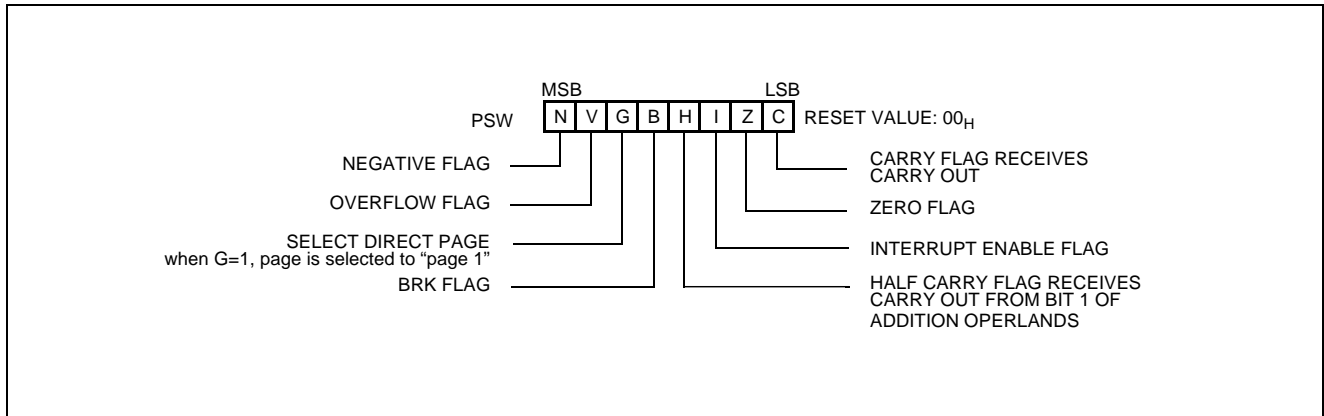 MSB LSB
PSW N V G B H I Z C RESET VALUE: 00H
NEGATIVE FLAG
OVERFLOW FLAG
SELECT DIRECT PAGE
when G=1, page is selected to “page 1”
BRK FLAG
CARRY FLAG RECEIVES
CARRY OUT
ZERO FLAG
INTERRUPT ENABLE FLAG
HALF CARRY FLAG RECEIVES
CARRY OUT FROM BIT 1 OF
ADDITION OPERLANDS